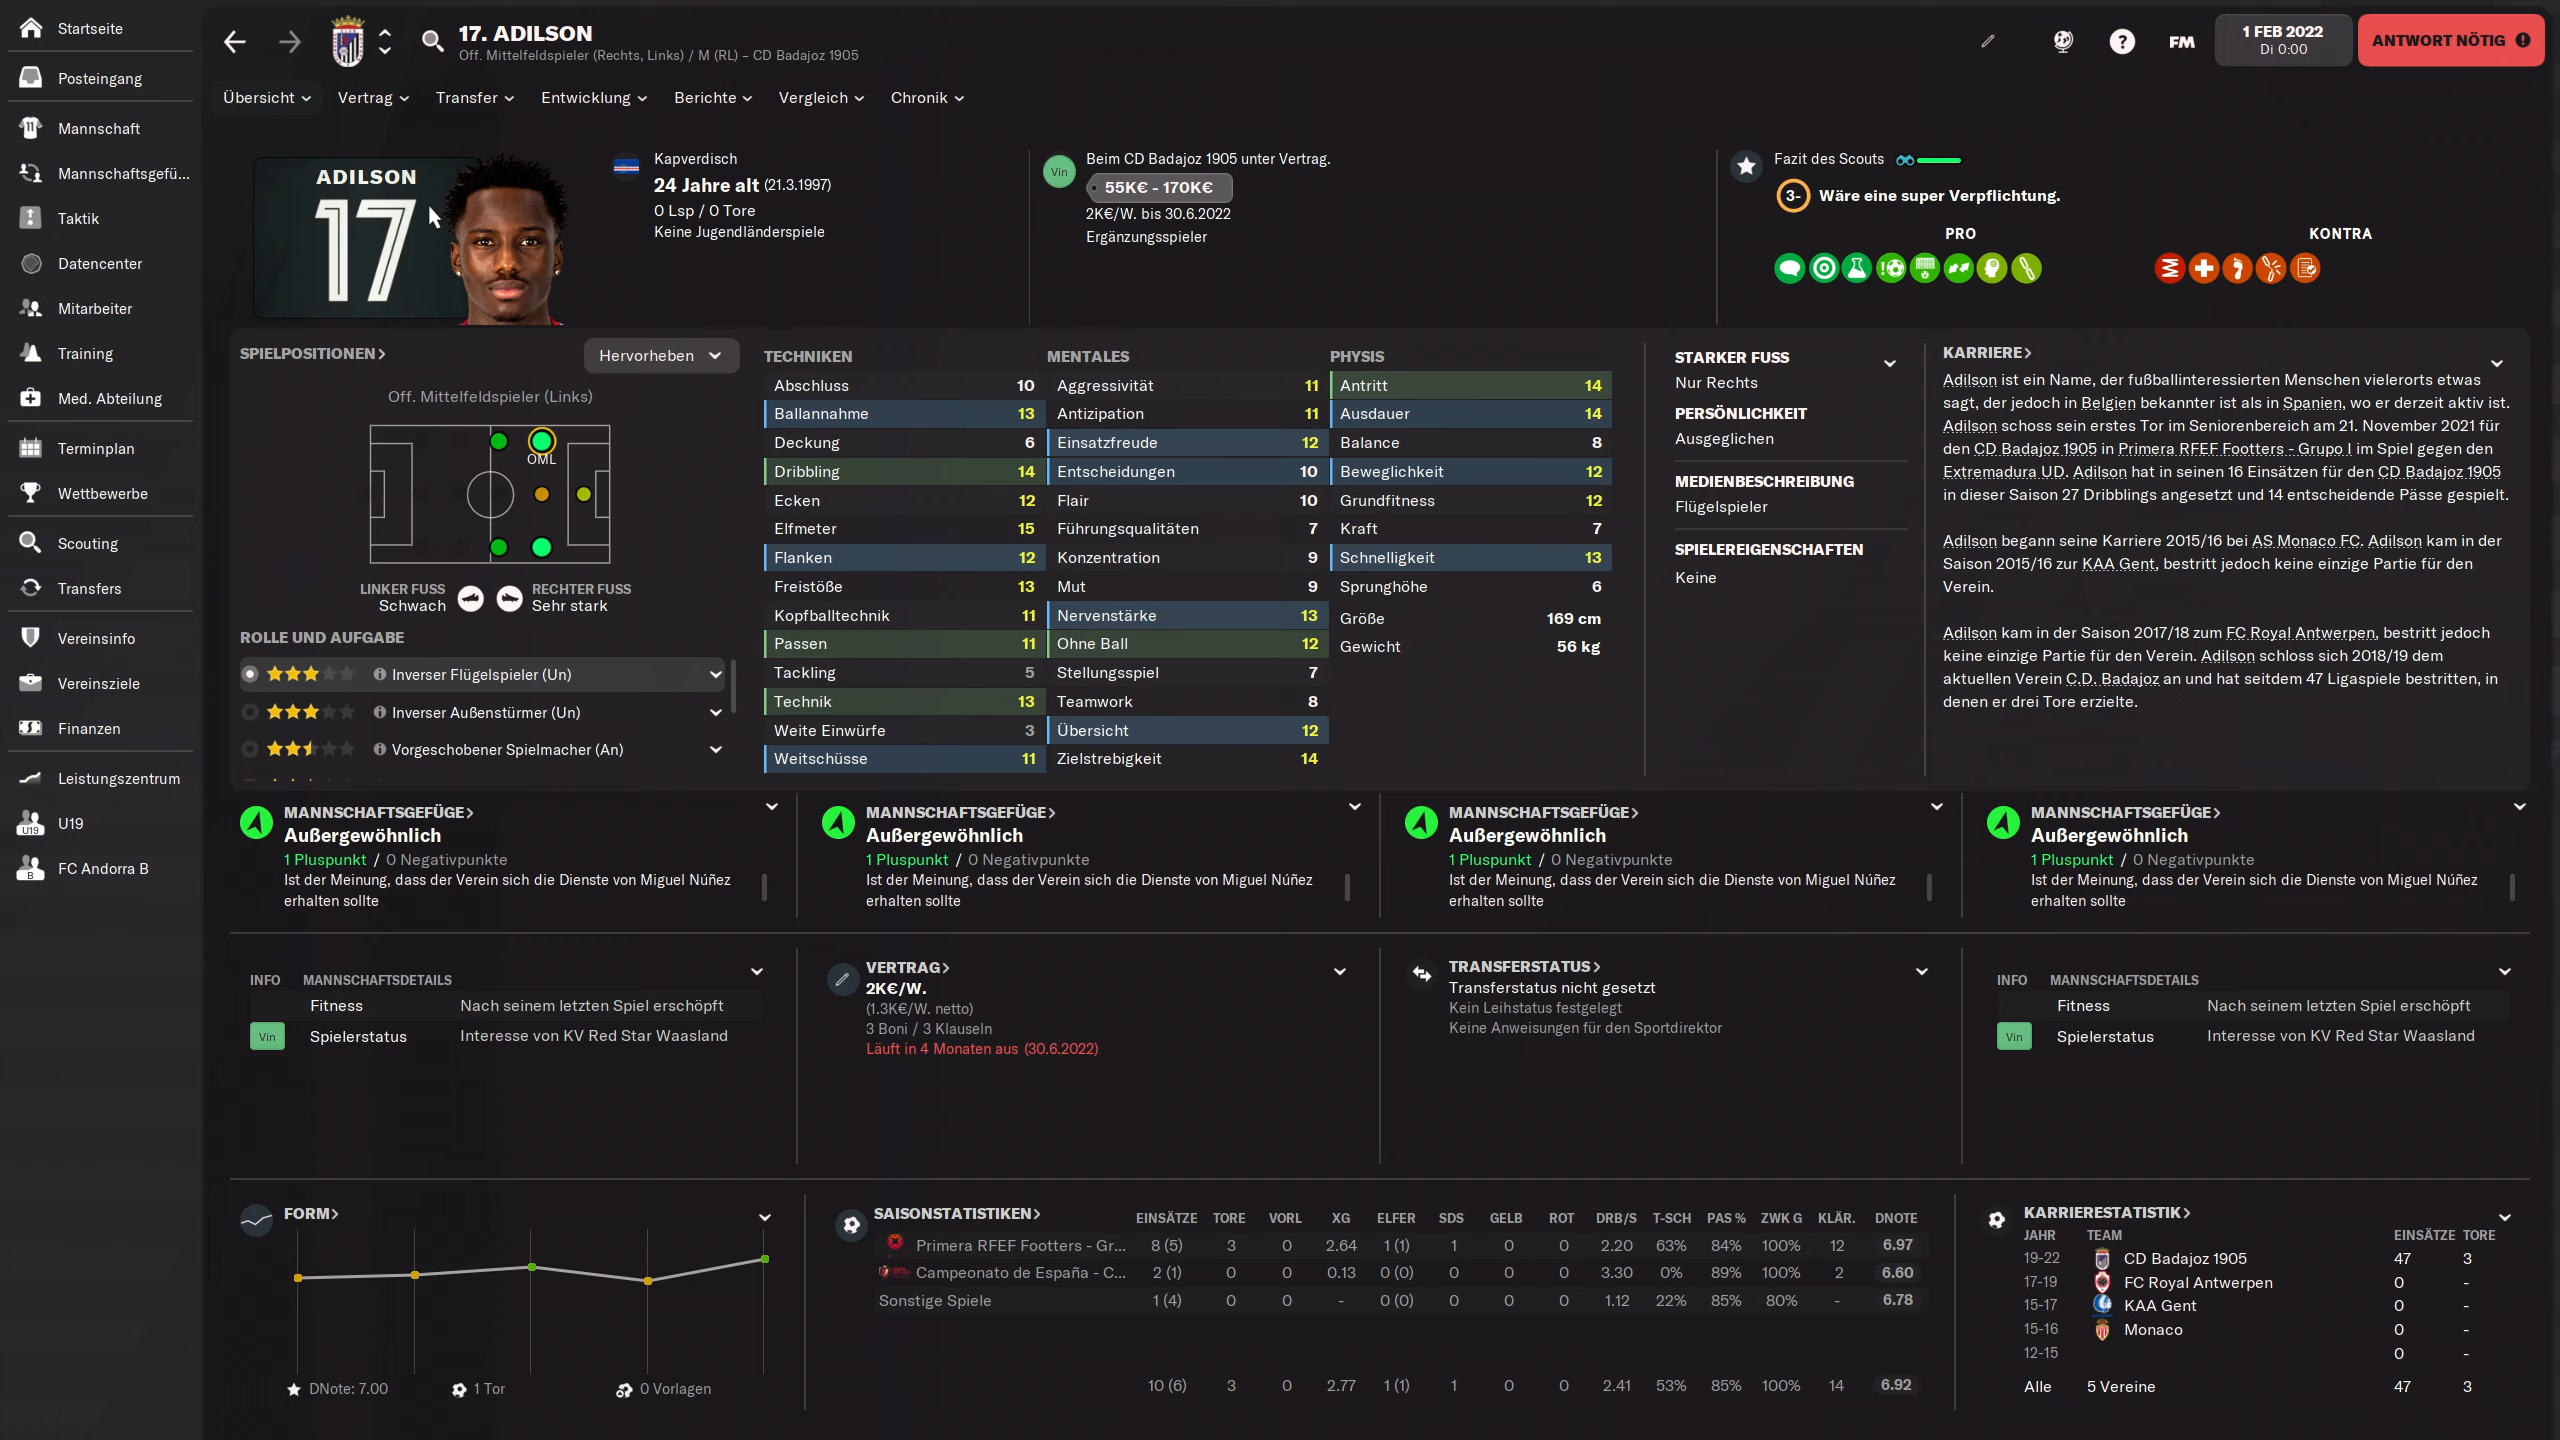 Startseite
Posteingang
Mannschaft
Mannschaftsgefü...
Taktik
Datencenter
Mitarbeiter
Training
Med. Abteilung
Terminplan
Wettbewerbe
Scouting
Transfers
Vereinsinfo
Vereinsziele
Finanzen
Leistungszentrum
U19
U19
B
FC Andorra B
17. ADILSON
Off. Mittelfeldspieler (Rechts, Links) / M (RL) – CD Badajoz 1905
?
FM
1 FEB 2022
Di 0:00
ANTWORT NÖTIG
Übersicht
Vertrag
Transfer
Entwicklung
Berichte
Vergleich
Chronik
ADILSON
17
Kapverdisch
24 Jahre alt (21.3.1997)
0 Lsp / 0 Tore
Keine Jugendländerspiele
Vin
Beim CD Badajoz 1905 unter Vertrag.
55K€ - 170K€
2K€/W. bis 30.6.2022
Ergänzungsspieler
Fazit des Scouts
3- Wäre eine super Verpflichtung.
PRO
KONTRA
SPIELPOSITIONEN>
Hervorheben
Off. Mittelfeldspieler (Links)
OML
LINKER FUSS
Schwach
RECHTER FUSS
Sehr stark
ROLLE UND AUFGABE
Inverser Flügelspieler (Un)
Inverser Außenstürmer (Un)
Vorgeschobener Spielmacher (An)
TECHNIKEN
Abschluss 10
Ballannahme 13
Deckung 6
Dribbling 14
Ecken 12
Elfmeter 15
Flanken 12
Freistöße 13
Kopfballtechnik 11
Passen 11
Tackling 5
Technik 13
Weite Einwürfe 3
Weitschüsse 11
MENTALES
Aggressivität 11
Antizipation 11
Einsatzfreude 12
Entscheidungen 10
Flair 10
Führungsqualitäten 7
Konzentration 9
Mut 9
Nervenstärke 13
Ohne Ball 12
Stellungsspiel 7
Teamwork 8
Übersicht 12
Zielstrebigkeit 14
PHYSIS
Antritt 14
Ausdauer 14
Balance 8
Beweglichkeit 12
Grundfitness 12
Kraft 7
Schnelligkeit 13
Sprunghöhe 6
Größe 169 cm
Gewicht 56 kg
STARKER FUSS
Nur Rechts
PERSÖNLICHKEIT
Ausgeglichen
MEDIENBESCHREIBUNG
Flügelspieler
SPIELEREIGENSCHAFTEN
Keine
KARRIERE>
Adilson ist ein Name, der fußballinteressierten Menschen vielerorts etwas
sagt, der jedoch in Belgien bekannter ist als in Spanien, wo er derzeit aktiv ist.
Adilson schoss sein erstes Tor im Seniorenbereich am 21. November 2021 für
den CD Badajoz 1905 in Primera RFEF Footters - Grupo I im Spiel gegen den
Extremadura UD. Adilson hat in seinen 16 Einsätzen für den CD Badajoz 1905
in dieser Saison 27 Dribblings angesetzt und 14 entscheidende Pässe gespielt.
Adilson begann seine Karriere 2015/16 bei AS Monaco FC. Adilson kam in der
Saison 2015/16 zur KAA Gent, bestritt jedoch keine einzige Partie für den
Verein.
Adilson kam in der Saison 2017/18 zum FC Royal Antwerpen, bestritt jedoch
keine einzige Partie für den Verein. Adilson schloss sich 2018/19 dem
aktuellen Verein C.D. Badajoz an und hat seitdem 47 Ligaspiele bestritten, in
denen er drei Tore erzielte.
MANNSCHAFTSGEFÜGE>
Außergewöhnlich
1 Pluspunkt / 0 Negativpunkte
Ist der Meinung, dass der Verein sich die Dienste von Miguel Núñez
erhalten sollte
MANNSCHAFTSGEFÜGE>
Außergewöhnlich
1 Pluspunkt / 0 Negativpunkte
Ist der Meinung, dass der Verein sich die Dienste von Miguel Núñez
erhalten sollte
MANNSCHAFTSGEFÜGE>
Außergewöhnlich
1 Pluspunkt / 0 Negativpunkte
Ist der Meinung, dass der Verein sich die Dienste von Miguel Núñez
erhalten sollte
MANNSCHAFTSGEFÜGE>
Außergewöhnlich
1 Pluspunkt / 0 Negativpunkte
Ist der Meinung, dass der Verein sich die Dienste von Miguel Núñez
erhalten sollte
INFO MANNSCHAFTSDETAILS
Fitness Nach seinem letzten Spiel erschöpft
Vin Spielerstatus Interesse von KV Red Star Waasland
VERTRAG>
2K€/W.
(1.3K€/W. netto)
3 Boni / 3 Klauseln
Läuft in 4 Monaten aus (30.6.2022)
TRANSFERSTATUS>
Transferstatus nicht gesetzt
Kein Leihstatus festgelegt
Keine Anweisungen für den Sportdirektor
INFO MANNSCHAFTSDETAILS
Fitness Nach seinem letzten Spiel erschöpft
Vin Spielerstatus Interesse von KV Red Star Waasland
FORM>
DNote: 7.00 1 Tor 0 Vorlagen
SAISONSTATISTIKEN> EINSÄTZE TORE VORL XG ELFER SDS GELB ROT DRB/S T-SCH PAS % ZWK G KLÄR. DNOTE
Primera RFEF Footters - Gr... 8 (5) 3 0 2.64 1 (1) 1 0 0 2.20 63% 84% 100% 12 6.97
Campeonato de España - C... 2 (1) 0 0 0.13 0 (0) 0 0 0 3.30 0% 89% 100% 2 6.60
Sonstige Spiele 1 (4) 0 0 - 0 (0) 0 0 0 1.12 22% 85% 80% - 6.78
10 (6) 3 0 2.77 1 (1) 1 0 0 2.41 53% 85% 100% 14 6.92
KARRIERESTATISTIK>
JAHR TEAM EINSÄTZE TORE
19-22 CD Badajoz 1905 47 3
17-19 FC Royal Antwerpen 0 -
15-17 KAA Gent 0 -
15-16 Monaco 0 -
12-15 0 -
Alle 5 Vereine 47 3